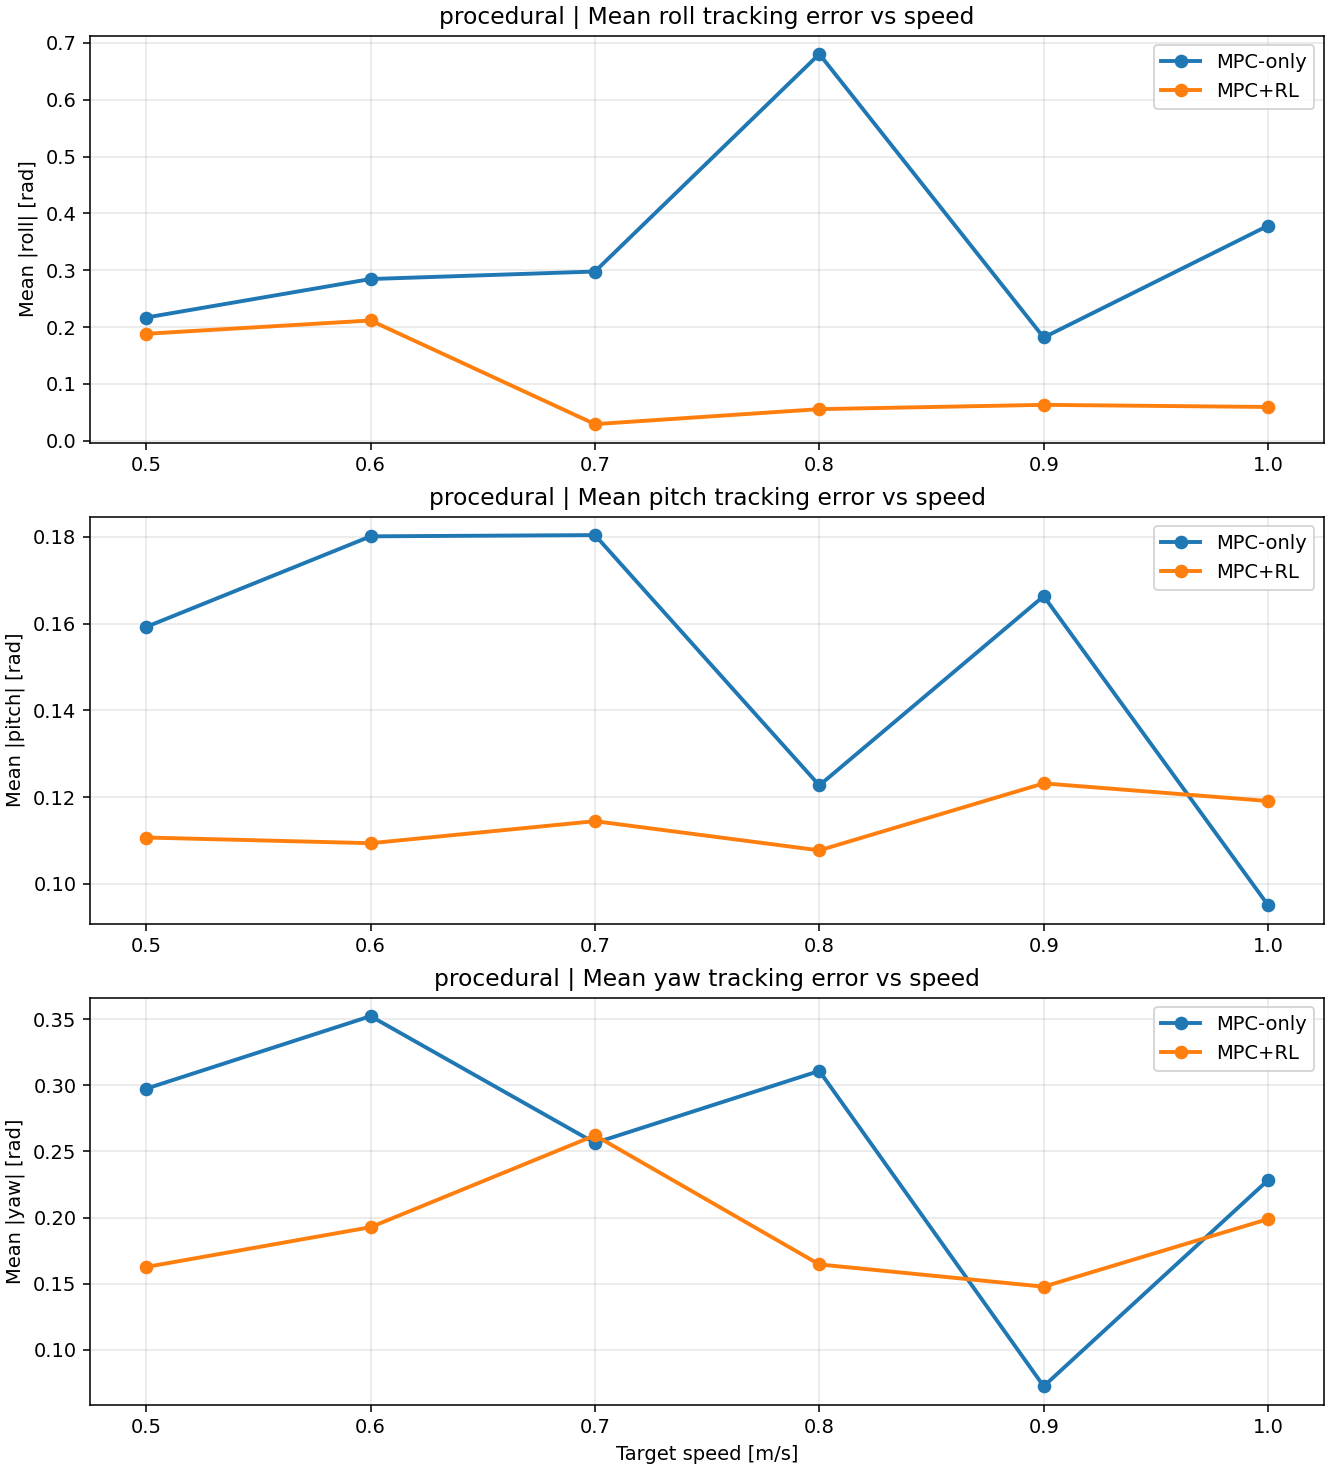 procedural | Mean roll tracking error vs speed
Mean |roll| [rad]
0.7
0.6
0.5
0.4
0.3
0.2
0.1
0.0
MPC-only
MPC+RL
0.5 0.6 0.7 0.8 0.9 1.0
procedural | Mean pitch tracking error vs speed
Mean |pitch| [rad]
0.18
0.16
0.14
0.12
0.10
MPC-only
MPC+RL
0.5 0.6 0.7 0.8 0.9 1.0
procedural | Mean yaw tracking error vs speed
Mean |yaw| [rad]
0.35
0.30
0.25
0.20
0.15
0.10
MPC-only
MPC+RL
0.5 0.6 0.7 0.8 0.9 1.0
Target speed [m/s]